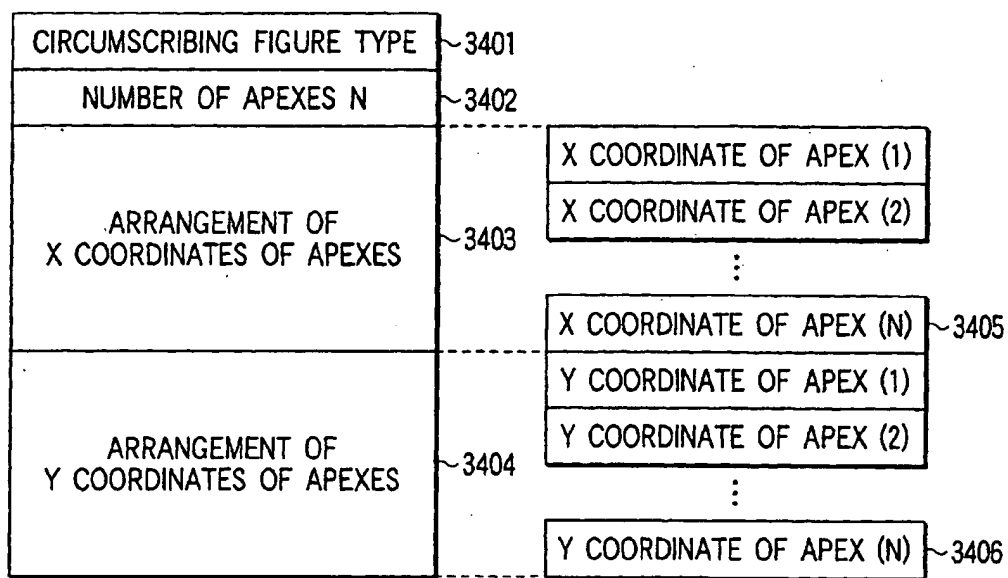 CIRCUMSCRIBING FIGURE TYPE
3401
NUMBER OF APEXES N
3402
ARRANGEMENT OF
X COORDINATES OF APEXES
3403
ARRANGEMENT OF
Y COORDINATES OF APEXES
3404
X COORDINATE OF APEX (1)
X COORDINATE OF APEX (2)
X COORDINATE OF APEX (N)
3405
Y COORDINATE OF APEX (1)
Y COORDINATE OF APEX (2)
Y COORDINATE OF APEX (N)
3406